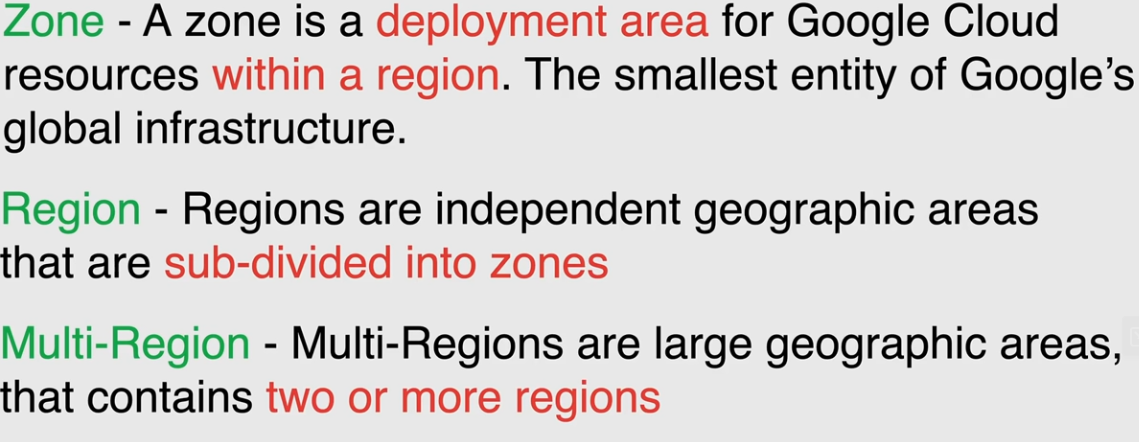 Zone - A zone is a deployment area for Google Cloud
resources within a region. The smallest entity of Google’s
global infrastructure.
Region - Regions are independent geographic areas
that are sub-divided into zones
Multi-Region - Multi-Regions are large geographic areas,
that contains two or more regions